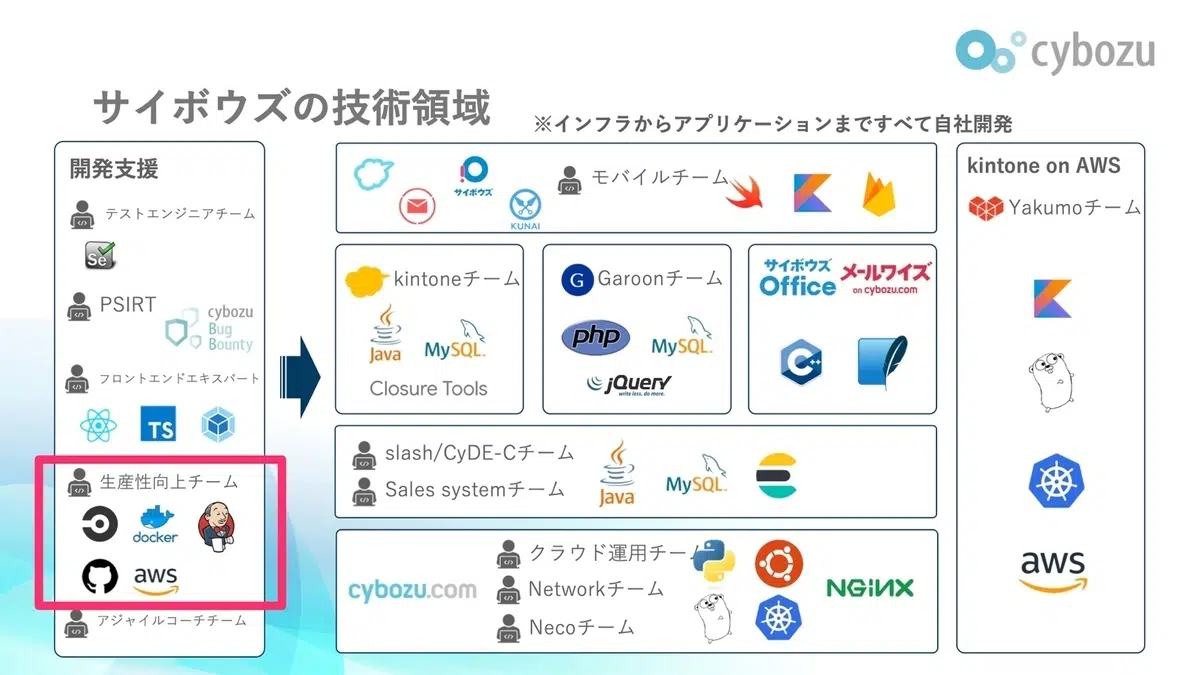 cybozu
サイボウズの技術領域
※インフラからアプリケーションまですべて自社開発
開発支援
テストエンジニアチーム
Se
PSIRT
cybozu
Bug
Bounty
フロントエンドエキスパート
TS
生産性向上チーム
docker
aws
アジャイルコーチチーム
サイボウズ
KUNAI
モバイルチーム
kintoneチーム
Java
MySQL
Closure Tools
G Garoonチーム
php
MySQL
jQuery
write less, do more.
サイボウズ
Office
メールワイズ
on cybozu.com
C++
slash/CyDE-Cチーム
Sales systemチーム
Java
MySQL
cybozu.com
クラウド運用チーム
Networkチーム
Necoチーム
NGINX
kintone on AWS
Yakumoチーム
aws